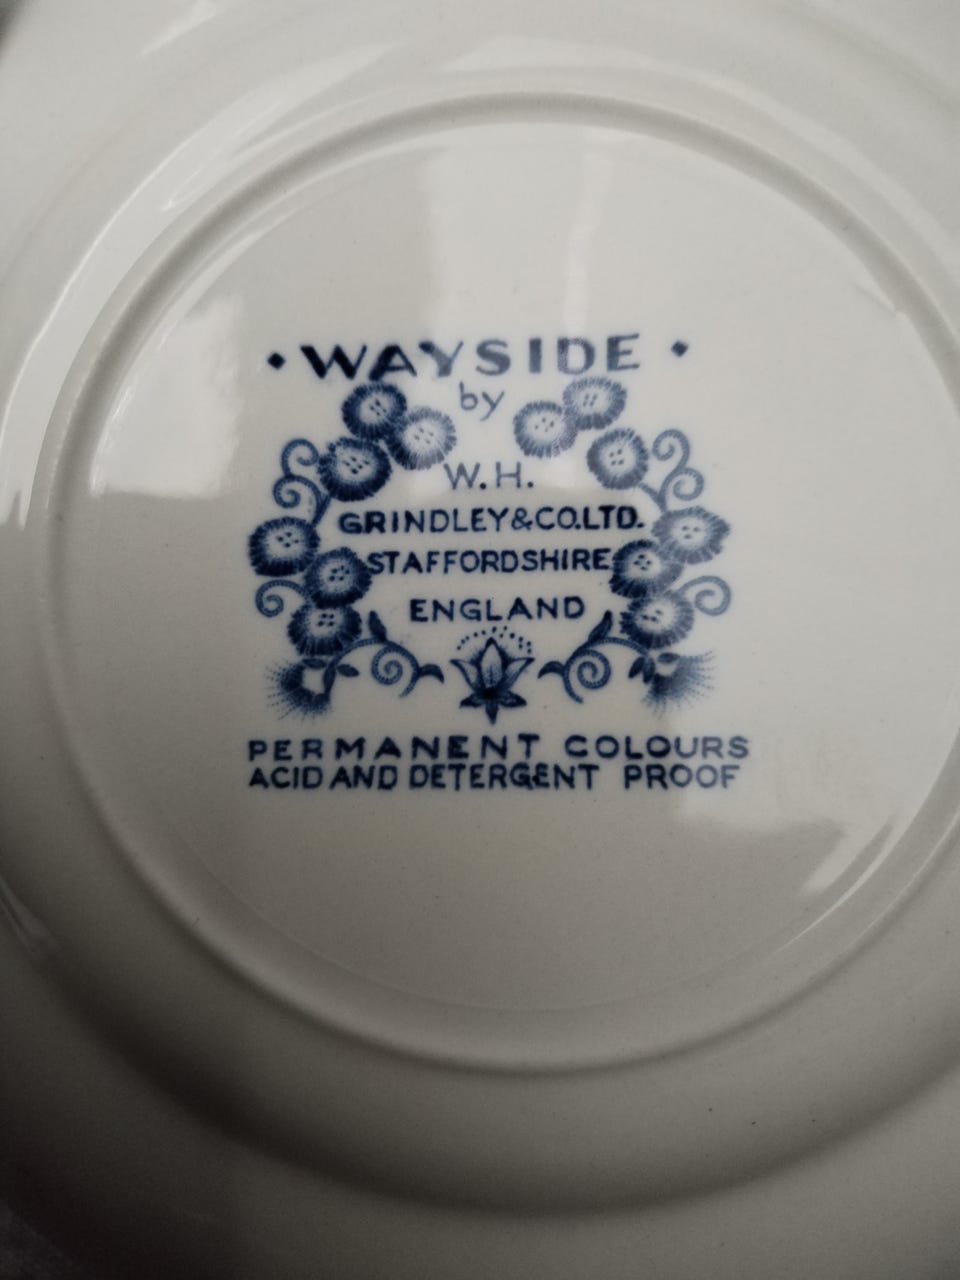 · WAYSIDE ·
by
W.H.
GRINDLEY & CO. LTD.
STAFFORDSHIRE
ENGLAND
PERMANENT COLOURS
ACID AND DETERGENT PROOF